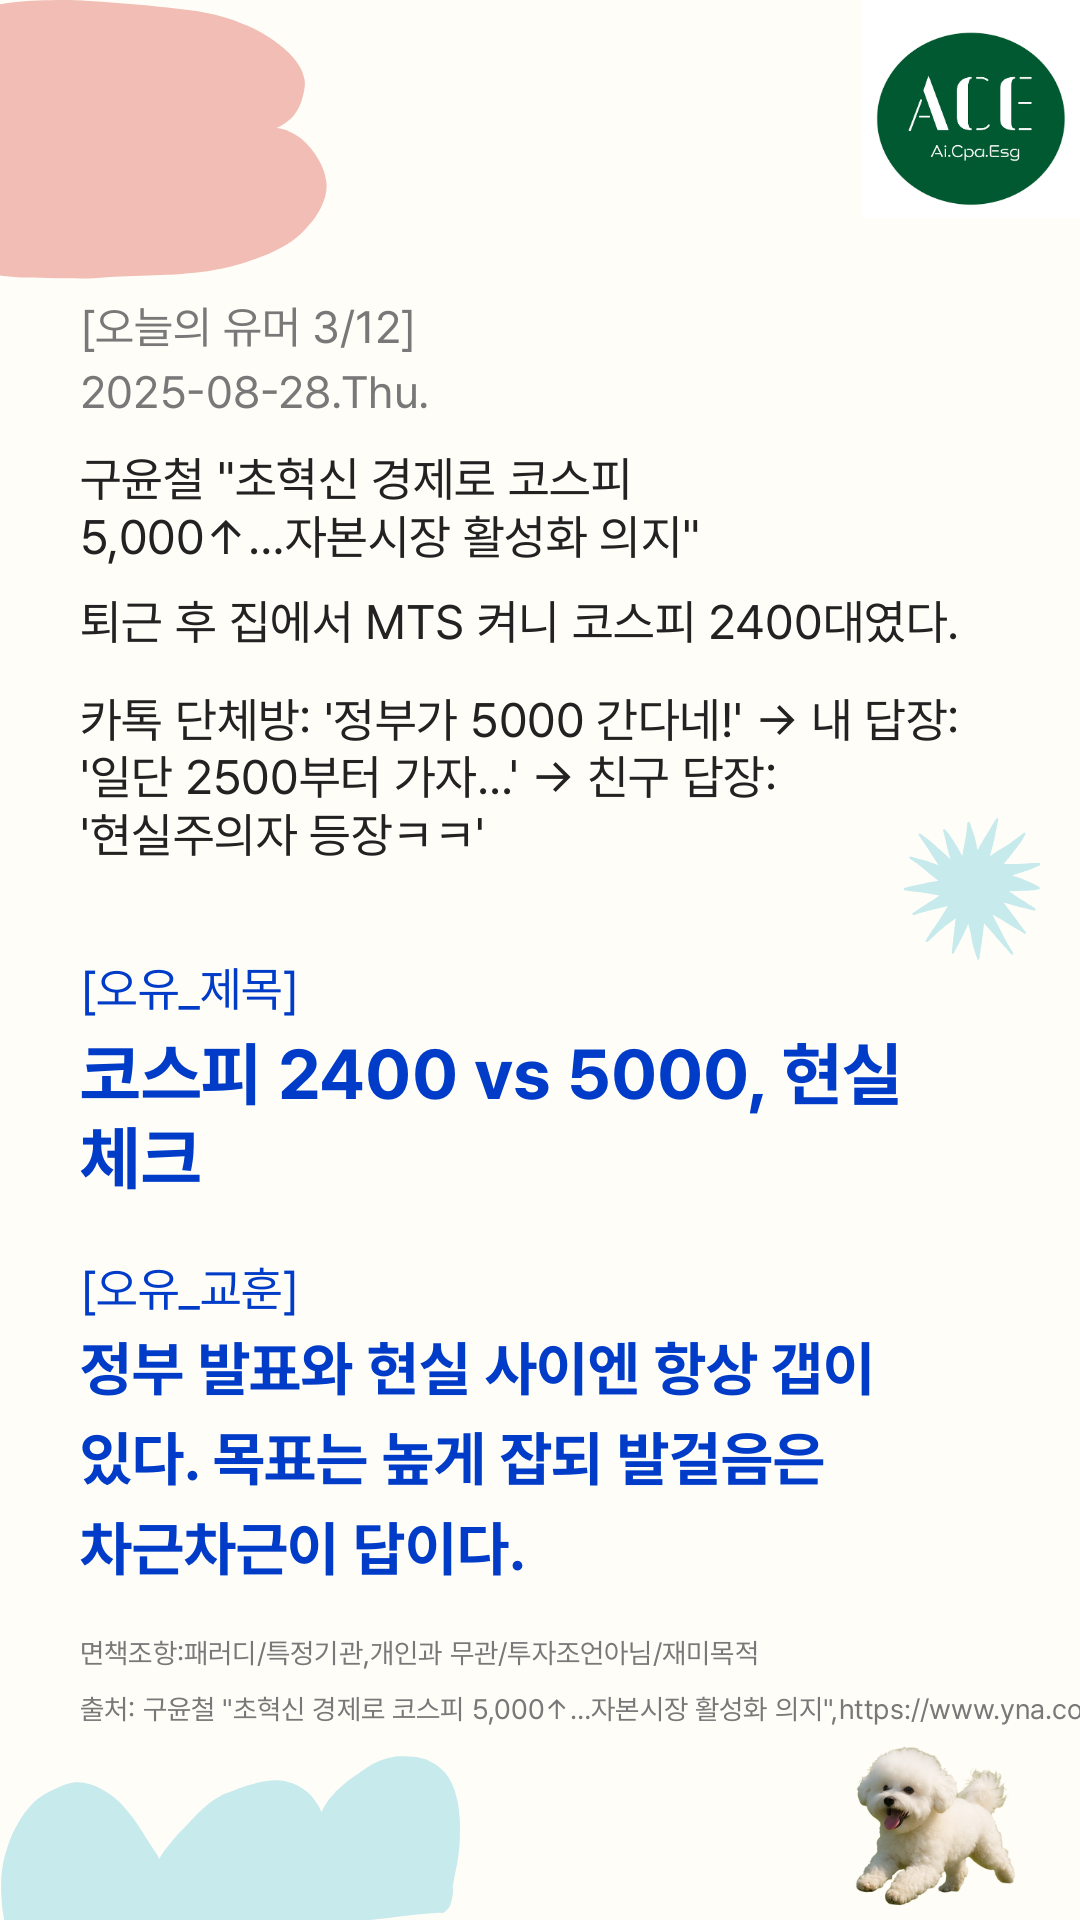 ACE
Ai.Cpa.Esg
[오늘의 유머 3/12]
2025-08-28.Thu.
구윤철 "초혁신 경제로 코스피
5,000↑…자본시장 활성화 의지"
퇴근 후 집에서 MTS 켜니 코스피 2400대였다.
카톡 단체방: '정부가 5000 간다네!' → 내 답장:
'일단 2500부터 가자...' → 친구 답장:
'현실주의자 등장ㅋㅋ'
[오유_제목]
코스피 2400 vs 5000, 현실
체크
[오유_교훈]
정부 발표와 현실 사이엔 항상 갭이
있다. 목표는 높게 잡되 발걸음은
차근차근이 답이다.
면책조항:패러디/특정기관,개인과 무관/투자조언아님/재미목적
출처: 구윤철 "초혁신 경제로 코스피 5,000↑…자본시장 활성화 의지",https://www.yna.co